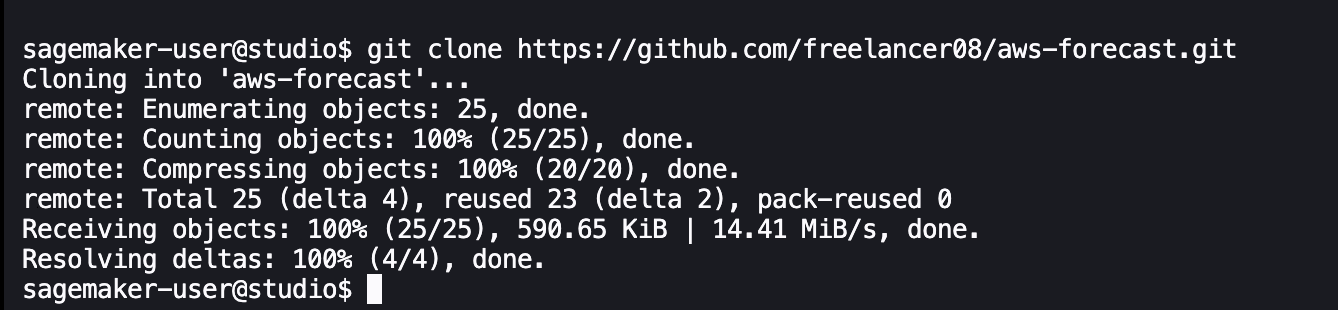 sagemaker-user@studio$ git clone https://github.com/freelancer08/aws-forecast.git
Cloning into 'aws-forecast'...
remote: Enumerating objects: 25, done.
remote: Counting objects: 100% (25/25), done.
remote: Compressing objects: 100% (20/20), done.
remote: Total 25 (delta 4), reused 23 (delta 2), pack-reused 0
Receiving objects: 100% (25/25), 590.65 KiB | 14.41 MiB/s, done.
Resolving deltas: 100% (4/4), done.
sagemaker-user@studio$